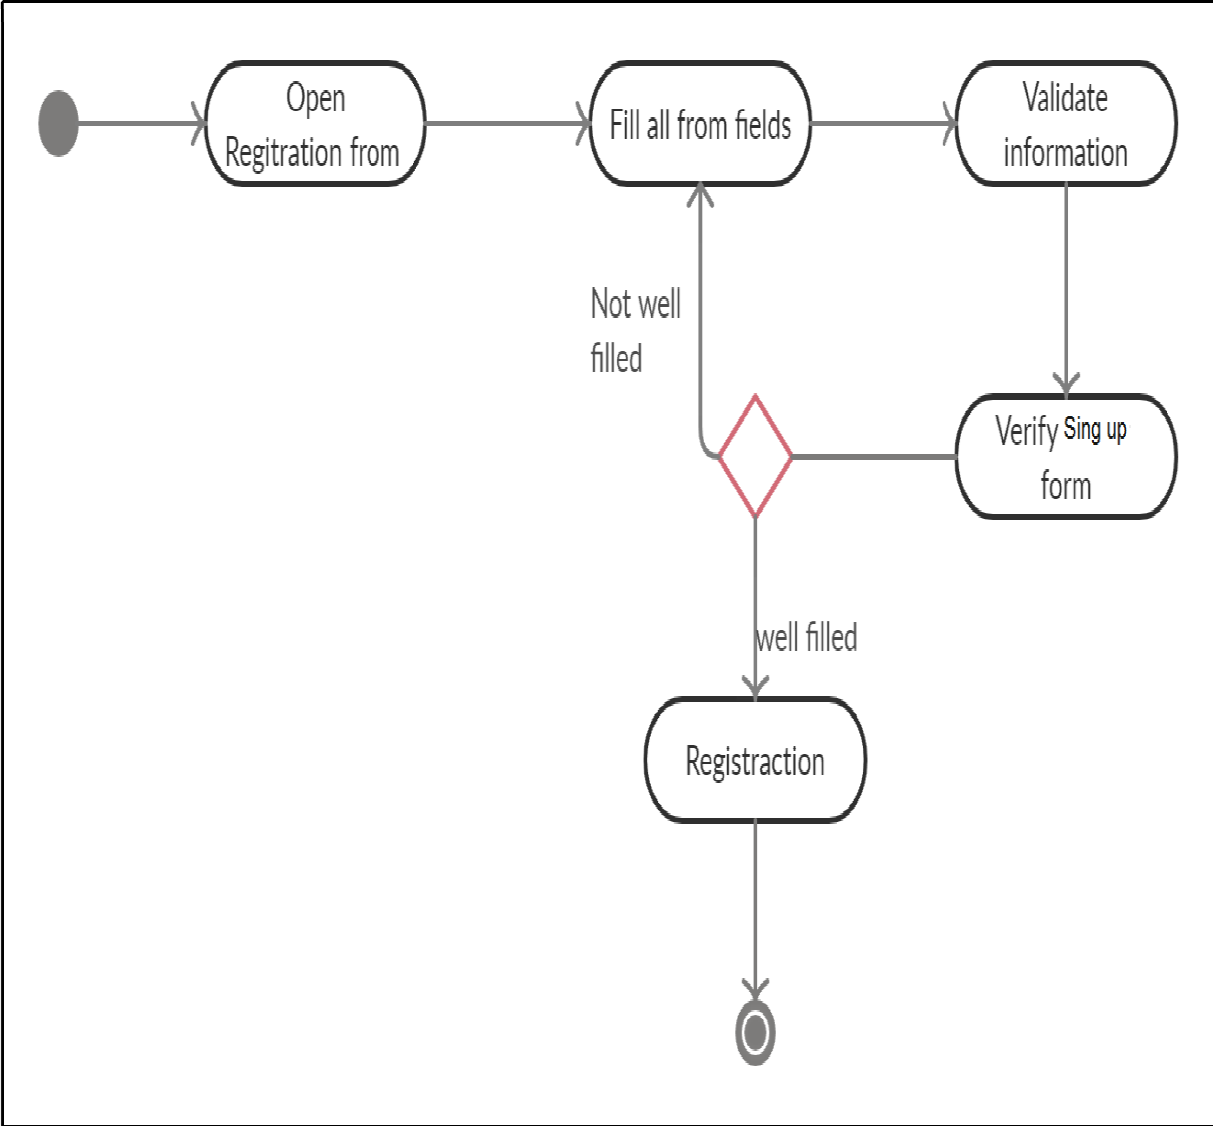 Open
Regitration from
Fill all from fields
Validate
information
Not well
filled
Verify Sing up
form
well filled
Registraction